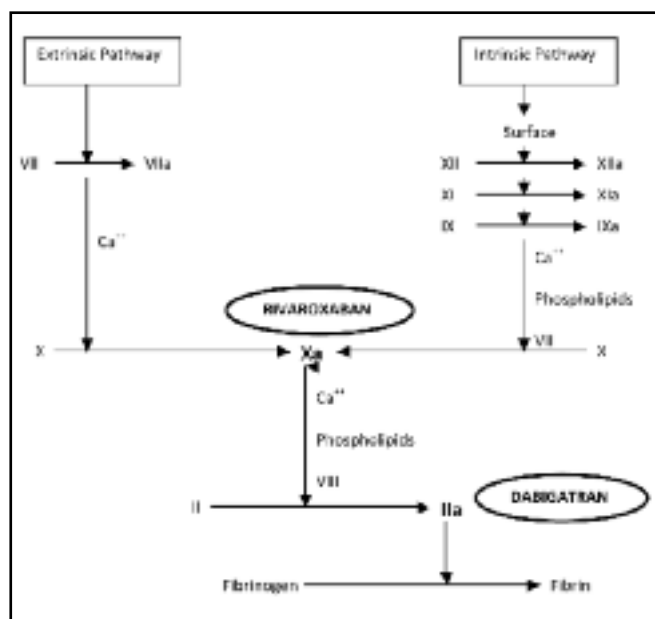 Extrinsic Pathway
Intrinsic Pathway
Surface
VII VIIa
XII XIIa
XI XIa
IX IXa
Ca++
Ca++
Phospholipids
RIVAROXABAN
VII
X Xa X
Ca++
Phospholipids
VIII
II IIa
DABIGATRAN
Fibrinogen Fibrin